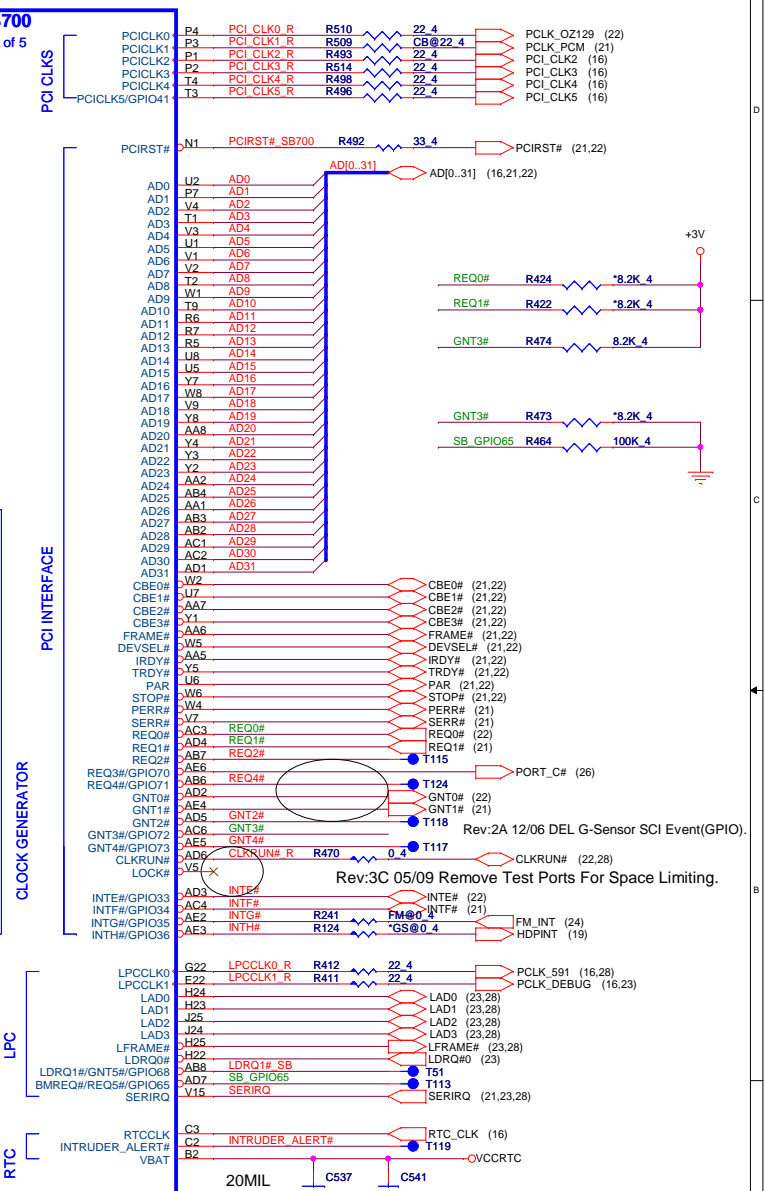 700
of 5
PCI CLKS
PCICLK0 P4 PCI_CLK0_R R510 22_4 PCLK_OZ129 (22)
PCICLK1 P3 PCI_CLK1_R R509 CB@22_4 PCLK_PCM (21)
PCICLK2 P1 PCI_CLK2_R R493 22_4 PCI_CLK2 (16)
PCICLK3 P2 PCI_CLK3_R R514 22_4 PCI_CLK3 (16)
PCICLK4 T4 PCI_CLK4_R R498 22_4 PCI_CLK4 (16)
PCICLK5/GPIO41 T3 PCI_CLK5_R R496 22_4 PCI_CLK5 (16)
D
PCI INTERFACE
PCIRST# N1 PCIRST#_SB700 R492 33_4 PCIRST# (21,22)
AD[0..31] AD[0..31] (16,21,22)
AD0 U2 AD0
AD1 P7 AD1
AD2 V4 AD2
AD3 T1 AD3
AD4 V3 AD4
AD5 U1 AD5
AD6 V1 AD6
AD7 V2 AD7
AD8 T2 AD8
AD9 W1 AD9
AD10 T9 AD10
AD11 R6 AD11
AD12 R7 AD12
AD13 R5 AD13
AD14 U8 AD14
AD15 U5 AD15
AD16 Y7 AD16
AD17 W8 AD17
AD18 V9 AD18
AD19 Y8 AD19
AD20 AA8 AD20
AD21 Y4 AD21
AD22 Y3 AD22
AD23 Y2 AD23
AD24 AA2 AD24
AD25 AB4 AD25
AD26 AA1 AD26
AD27 AB3 AD27
AD28 AB2 AD28
AD29 AC1 AD29
AD30 AC2 AD30
AD31 AD1 AD31
+3V
REQ0# R424 *8.2K_4
REQ1# R422 *8.2K_4
GNT3# R474 8.2K_4
GNT3# R473 *8.2K_4
SB_GPIO65 R464 100K_4
C
CBE0# W2 CBE0# (21,22)
CBE1# U7 CBE1# (21,22)
CBE2# AA7 CBE2# (21,22)
CBE3# Y1 CBE3# (21,22)
FRAME# AA6 FRAME# (21,22)
DEVSEL# W5 DEVSEL# (21,22)
IRDY# AA5 IRDY# (21,22)
TRDY# Y5 TRDY# (21,22)
PAR U6 PAR (21,22)
STOP# W6 STOP# (21,22)
PERR# W4 PERR# (21)
SERR# V7 SERR# (21)
REQ0# AC3 REQ0# REQ0# (22)
REQ1# AD4 REQ1# REQ1# (21)
REQ2# AB7 REQ2# T115
REQ3#/GPIO70 AE6 PORT_C# (26)
REQ4#/GPIO71 AB6 REQ4# T124
GNT0# AD2 GNT0# (22)
GNT1# AE4 GNT1# (21)
GNT2# AD5 GNT2# T118
GNT3#/GPIO72 AC6 GNT3# Rev:2A 12/06 DEL G-Sensor SCI Event(GPIO).
GNT4#/GPIO73 AE5 GNT4# T117
CLKRUN# AD6 CLKRUN#_R R470 0_4 CLKRUN# (22,28)
LOCK# V5
Rev:3C 05/09 Remove Test Ports For Space Limiting.
CLOCK GENERATOR
INTE#/GPIO33 AD3 INTE# INTE# (22)
INTF#/GPIO34 AC4 INTF# INTF# (21)
INTG#/GPIO35 AE2 INTG# R241 FM@0_4 FM_INT (24)
INTH#/GPIO36 AE3 INTH# R124 *GS@0_4 HDPINT (19)
B
LPC
LPCCLK0 G22 LPCCLK0_R R412 22_4 PCLK_591 (16,28)
LPCCLK1 E22 LPCCLK1_R R411 22_4 PCLK_DEBUG (16,23)
LAD0 H24 LAD0 (23,28)
LAD1 H23 LAD1 (23,28)
LAD2 J25 LAD2 (23,28)
LAD3 J24 LAD3 (23,28)
LFRAME# H25 LFRAME# (23,28)
LDRQ0# H22 LDRQ#0 (23)
LDRQ1#/GNT5#/GPIO68 AB8 LDRQ1#_SB T51
BMREQ#/REQ5#/GPIO65 AD7 SB_GPIO65 T113
SERIRQ V15 SERIRQ SERIRQ (21,23,28)
RTC
RTCCLK C3 RTC_CLK (16)
INTRUDER_ALERT# C2 INTRUDER_ALERT# T119
VBAT B2 VCCRTC
20MIL C537 C541